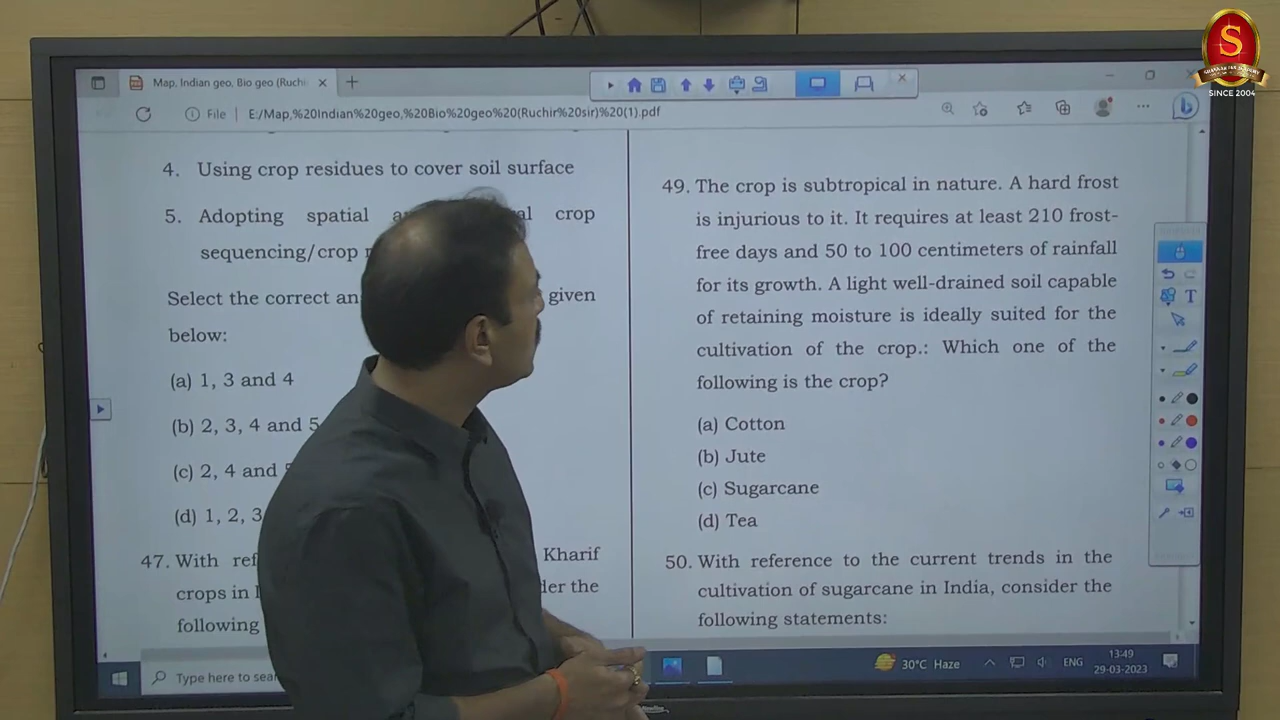 S
SINCE 2004
Map, Indian geo, Bio geo (Ruchi
File
E:/Map,%20Indian%20geo,%20Bio%20geo%20(Ruchir%20sir)%20(1).pdf
4. Using crop residues to cover soil surface
5. Adopting spatial al crop
sequencing/crop
Select the correct an given
below:
(a) 1, 3 and 4
(b) 2, 3, 4 and 5
(c) 2, 4 and
(d) 1, 2, 3
47. With ref Kharif
crops in der the
following
49. The crop is subtropical in nature. A hard frost
is injurious to it. It requires at least 210 frost-
free days and 50 to 100 centimeters of rainfall
for its growth. A light well-drained soil capable
of retaining moisture is ideally suited for the
cultivation of the crop.: Which one of the
following is the crop?
(a) Cotton
(b) Jute
(c) Sugarcane
(d) Tea
50. With reference to the current trends in the
cultivation of sugarcane in India, consider the
following statements:
Type here to sea
30°C Haze
ENG
13:49
29-03-2023